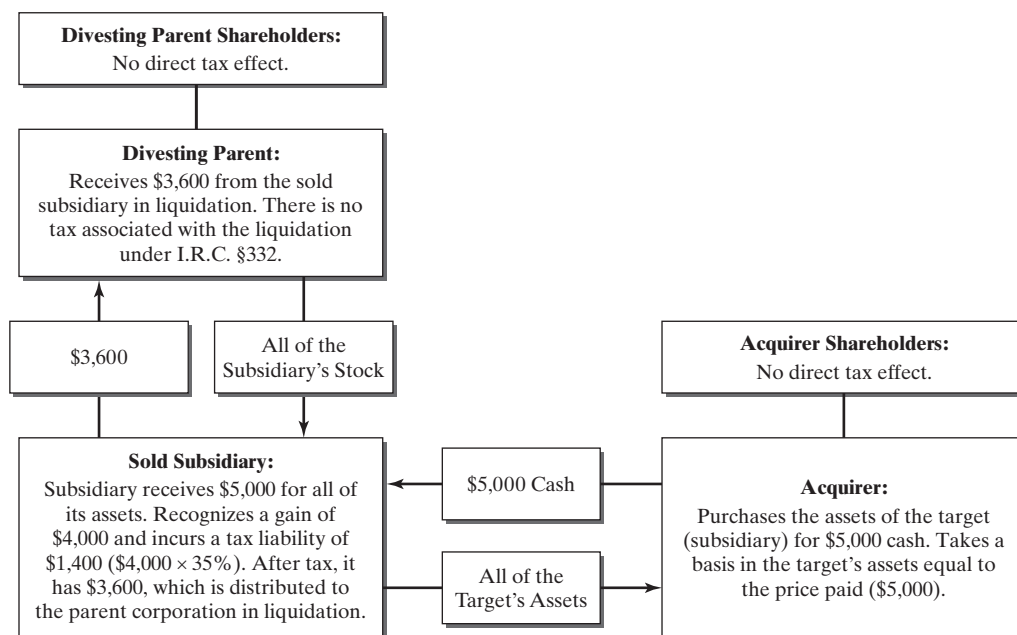 Divesting Parent Shareholders:
No direct tax effect.
Divesting Parent:
Receives $3,600 from the sold
subsidiary in liquidation. There is no
tax associated with the liquidation
under I.R.C. §332.
$3,600
All of the
Subsidiary’s Stock
Acquirer Shareholders:
No direct tax effect.
Sold Subsidiary:
Subsidiary receives $5,000 for all of
its assets. Recognizes a gain of
$4,000 and incurs a tax liability of
$1,400 ($4,000 × 35%). After tax, it
has $3,600, which is distributed to
the parent corporation in liquidation.
$5,000 Cash
All of the
Target’s Assets
Acquirer:
Purchases the assets of the target
(subsidiary) for $5,000 cash. Takes a
basis in the target’s assets equal to
the price paid ($5,000).